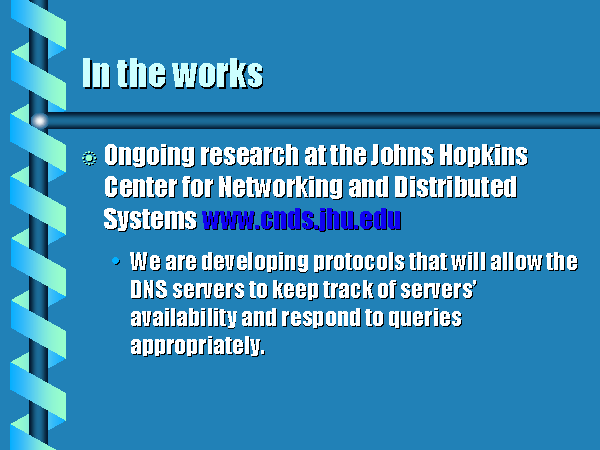 In the works
Ongoing research at the Johns Hopkins
Center for Networking and Distributed
Systems www.cnds.jhu.edu
We are developing protocols that will allow the
DNS servers to keep track of servers’
availability and respond to queries
appropriately.